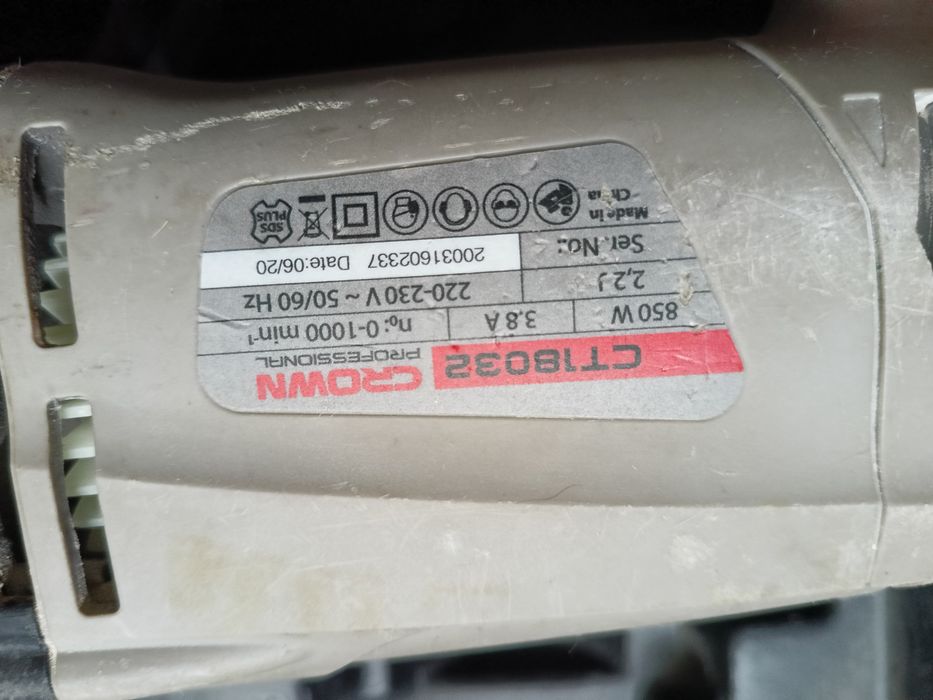 CT18032 CROWN
PROFESSIONAL
850 W 3,8 A n₀: 0-1000 min⁻¹
2,2 J 220-230 V ~ 50/60 Hz
Ser. No: 20031602337 Date:06/20
Made in
China
SDS
PLUS